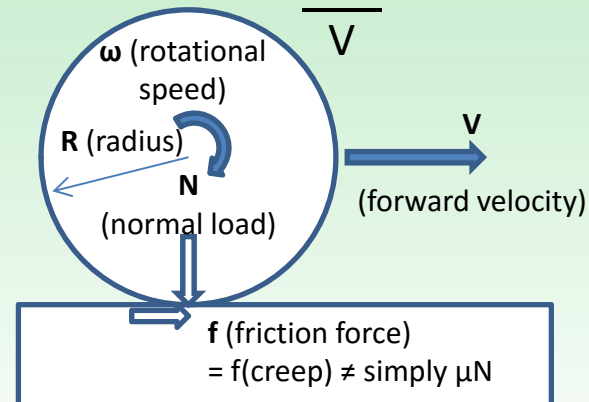 V
ω (rotational
speed)
R (radius)
V
N
(normal load)
(forward velocity)
f (friction force)
= f(creep) ≠ simply μN